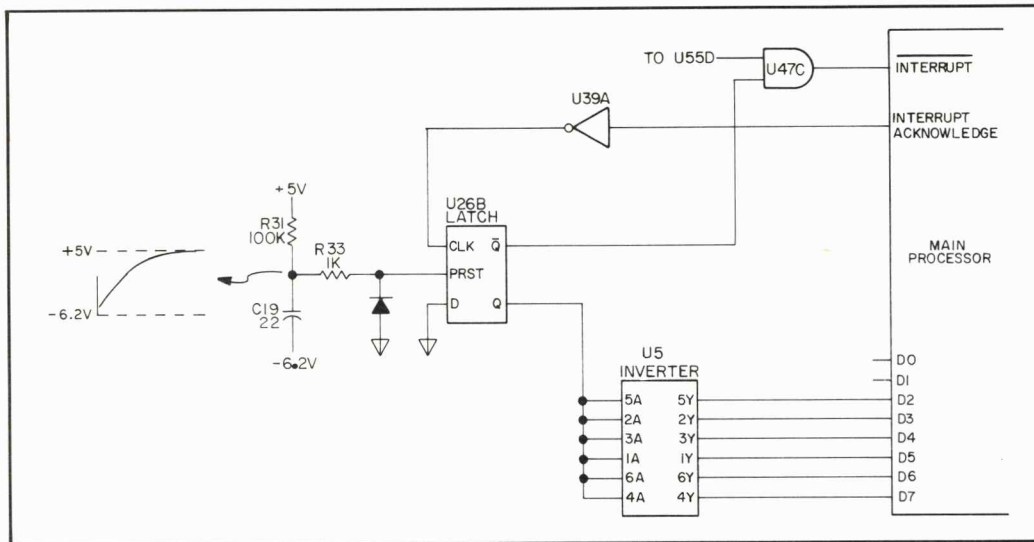 TO U55D
U47C
INTERRUPT
U39A
INTERRUPT
ACKNOWLEDGE
+5V
R31
100K
R33
1K
+5V
-6.2V
C19
22
-6.2V
U26B
LATCH
CLK Q̅
PRST
D Q
MAIN
PROCESSOR
U5
INVERTER
5A 5Y
2A 2Y
3A 3Y
1A 1Y
6A 6Y
4A 4Y
D0
D1
D2
D3
D4
D5
D6
D7